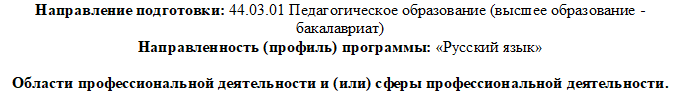 Направление подготовки: 44.03.01 Педагогическое образование (высшее образование -
бакалавриат)
Направленность (профиль) программы: «Русский язык»
Области профессиональной деятельности и (или) сферы профессиональной деятельности.